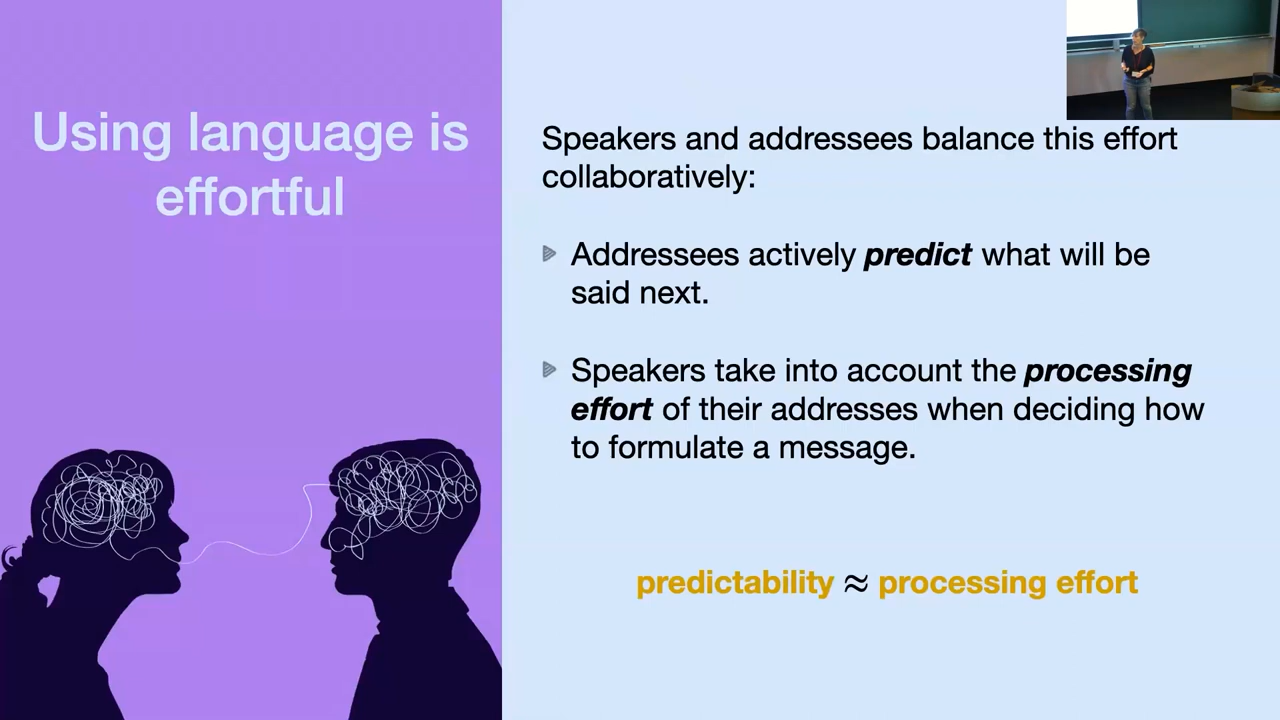 Using language is
effortful
Speakers and addressees balance this effort
collaboratively:
Addressees actively predict what will be
said next.
Speakers take into account the processing
effort of their addresses when deciding how
to formulate a message.
predictability ≈ processing effort